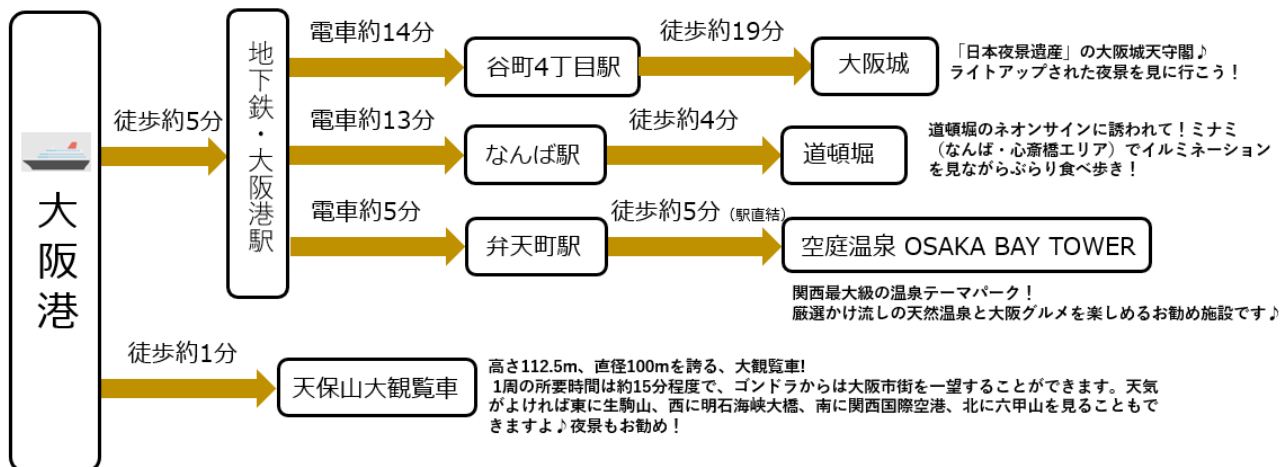 大阪港
徒歩約5分
地下鉄・大阪港駅
電車約14分
谷町4丁目駅
徒歩約19分
大阪城
「日本夜景遺産」の大阪城天守閣♪
ライトアップされた夜景を見に行こう！
電車約13分
なんば駅
徒歩約4分
道頓堀
道頓堀のネオンサインに誘われて！ミナミ
（なんば・心斎橋エリア）でイルミネーション
を見ながらぶらり食べ歩き！
電車約5分
弁天町駅
徒歩約5分（駅直結）
空庭温泉 OSAKA BAY TOWER
関西最大級の温泉テーマパーク！
厳選かけ流しの天然温泉と大阪グルメを楽しめるお勧め施設です♪
徒歩約1分
天保山大観覧車
高さ112.5m、直径100mを誇る、大観覧車!
1周の所要時間は約15分程度で、ゴンドラからは大阪市街を一望することができます。天気
がよければ東に生駒山、西に明石海峡大橋、南に関西国際空港、北に六甲山を見ることもで
きますよ♪夜景もお勧め！